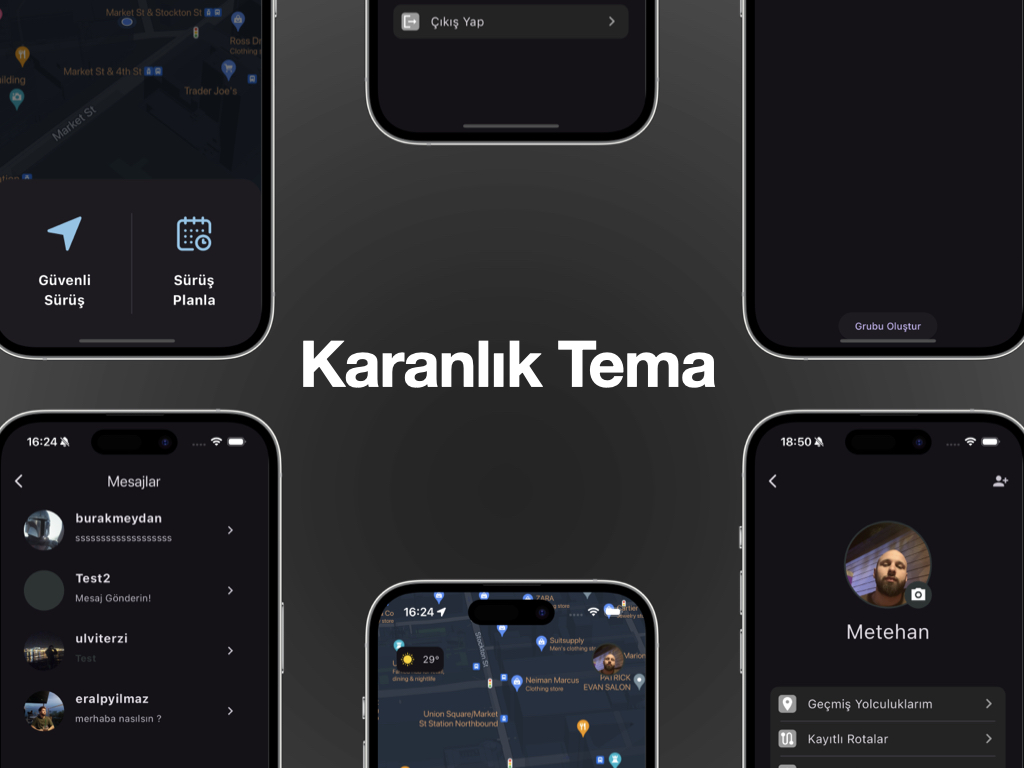 Market St & Stockton St
Ross
Clothing
Market St & 4th St
Trader Joe's
Market St
Güvenli
Sürüş
Sürüş
Planla
Çıkış Yap
Grubu Oluştur
Karanlık Tema
16:24
Mesajlar
burakmeydan
sssssssssssssssssss
Test2
Mesaj Gönderin!
ulviterzi
Test
eralpyilmaz
merhaba nasılsın ?
16:24
ZARA
Stockton St
29°
dining & nightlife
Suitsupply
Men's clothing
Neiman Marcus
Clothing store
PATRICK
EVAN SALON
Union Square/Market
St Station Northbound
18:50
Metehan
Geçmiş Yolculuklarım
Kayıtlı Rotalar